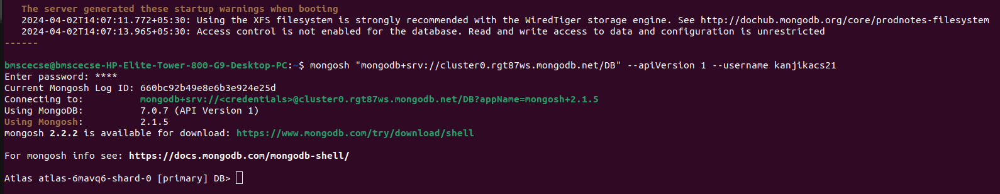 The server generated these startup warnings when booting
2024-04-02T14:07:11.772+05:30: Using the XFS filesystem is strongly recommended with the WiredTiger storage engine. See http://dochub.mongodb.org/core/prodnotes-filesystem
2024-04-02T14:07:13.965+05:30: Access control is not enabled for the database. Read and write access to data and configuration is unrestricted
------
bmscecse@bmscecse-HP-Elite-Tower-800-G9-Desktop-PC:~$ mongosh "mongodb+srv://cluster0.rgt87ws.mongodb.net/DB" --apiVersion 1 --username kanjikacs21
Enter password: ****
Current Mongosh Log ID: 660bc92b49e8e6b3e924e25d
Connecting to: mongodb+srv://<credentials>@cluster0.rgt87ws.mongodb.net/DB?appName=mongosh+2.1.5
Using MongoDB: 7.0.7 (API Version 1)
Using Mongosh: 2.1.5
mongosh 2.2.2 is available for download: https://www.mongodb.com/try/download/shell
For mongosh info see: https://docs.mongodb.com/mongodb-shell/
Atlas atlas-6mavq6-shard-0 [primary] DB>